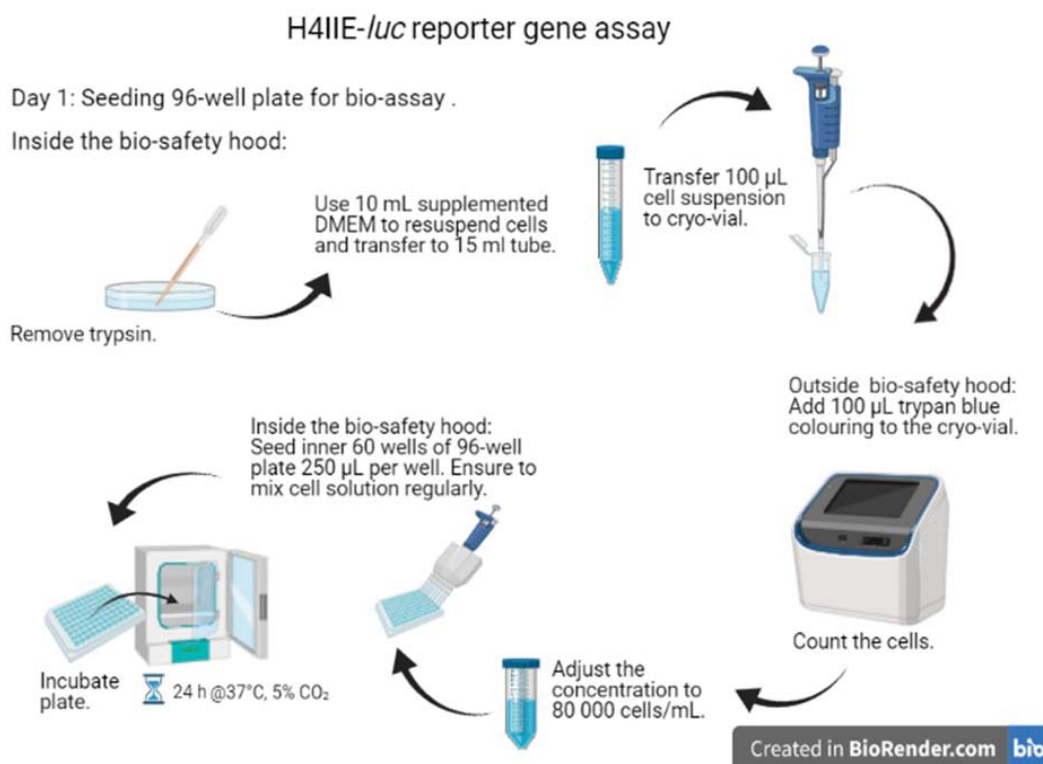 H4IIE-luc reporter gene assay
Day 1: Seeding 96-well plate for bio-assay .
Inside the bio-safety hood:
Remove trypsin.
Use 10 mL supplemented
DMEM to resuspend cells
and transfer to 15 ml tube.
Transfer 100 µL
cell suspension
to cryo-vial.
Outside bio-safety hood:
Add 100 µL trypan blue
colouring to the cryo-vial.
Count the cells.
Adjust the
concentration to
80 000 cells/mL.
Inside the bio-safety hood:
Seed inner 60 wells of 96-well
plate 250 µL per well. Ensure to
mix cell solution regularly.
Incubate
plate.
24 h @37°C, 5% CO₂
Created in BioRender.com bio